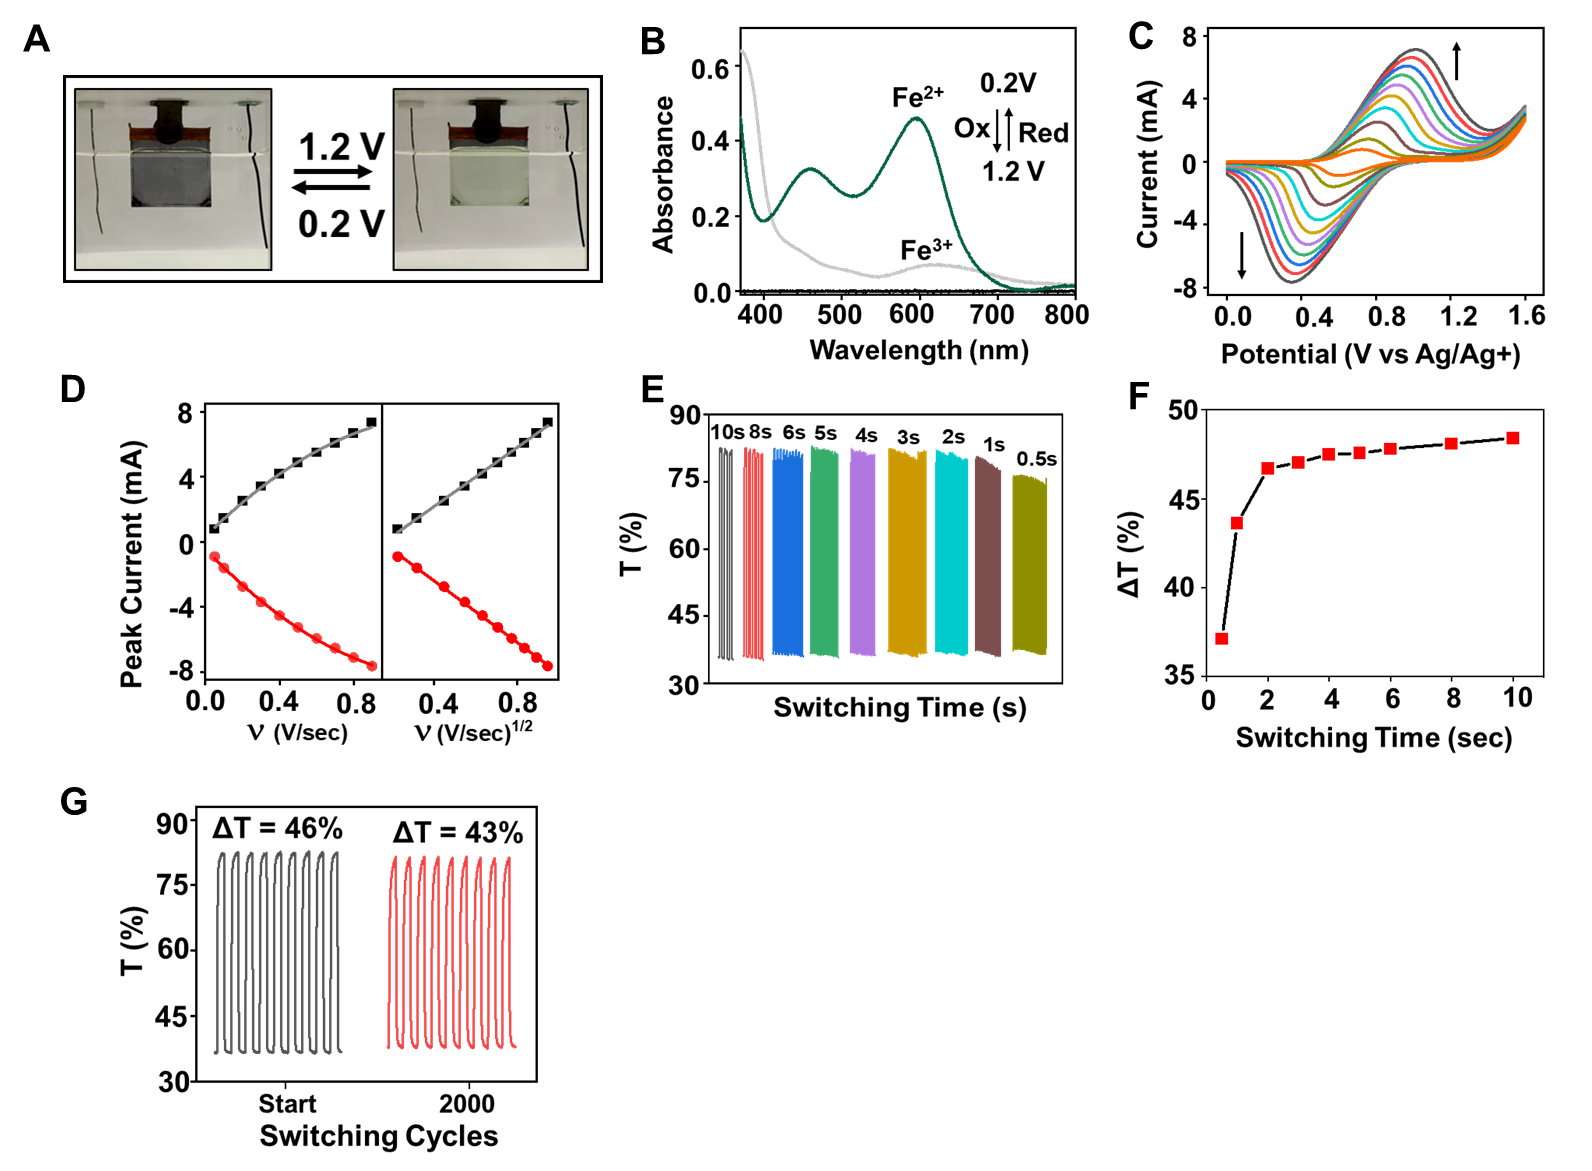 A
1.2 V
0.2 V
B
Absorbance
0.6
0.4
0.2
0.0
Fe²⁺
Fe³⁺
0.2V
Ox
Red
1.2 V
400
500
600
700
800
Wavelength (nm)
C
Current (mA)
8
4
0
-4
-8
0.0
0.4
0.8
1.2
1.6
Potential (V vs Ag/Ag+)
D
Peak Current (mA)
8
4
0
-4
-8
0.0
0.4
0.8
0.4
0.8
ν (V/sec)
ν (V/sec)¹ᐟ²
E
T (%)
90
75
60
45
30
10s
8s
6s
5s
4s
3s
2s
1s
0.5s
Switching Time (s)
F
ΔT (%)
50
45
40
35
0
2
4
6
8
10
Switching Time (sec)
G
T (%)
90
75
60
45
30
ΔT = 46%
ΔT = 43%
Start
2000
Switching Cycles